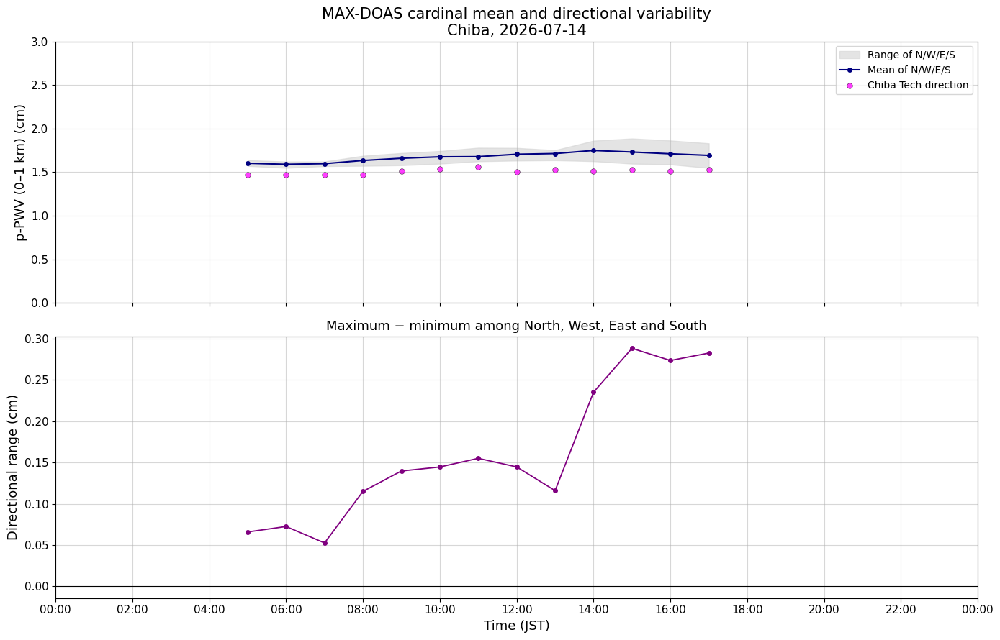 MAX-DOAS cardinal mean and directional variability
Chiba, 2026-07-14
3.0
2.5
2.0
1.5
1.0
0.5
0.0
p-PWV (0–1 km) (cm)
Range of N/W/E/S
Mean of N/W/E/S
Chiba Tech direction
Maximum − minimum among North, West, East and South
0.30
0.25
0.20
0.15
0.10
0.05
0.00
Directional range (cm)
00:00 02:00 04:00 06:00 08:00 10:00 12:00 14:00 16:00 18:00 20:00 22:00 00:00
Time (JST)